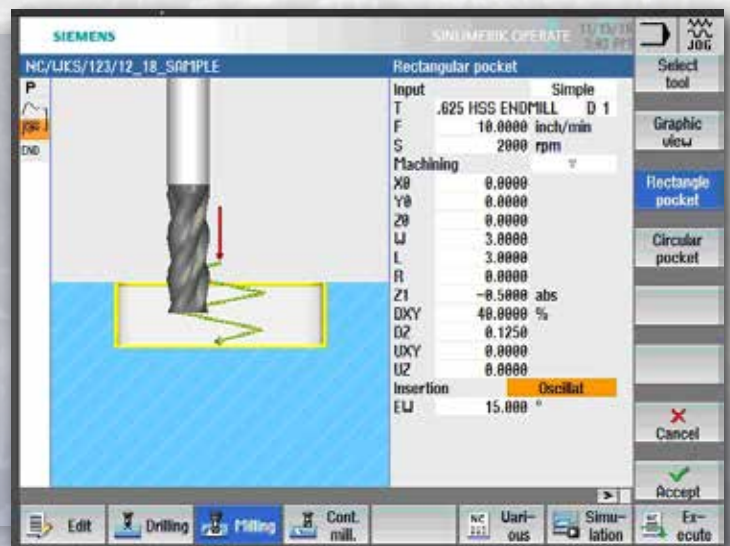 SIEMENS
SINUMERIK OPERATE
JOG
NC/WKS/123/12_18_SAMPLE
Rectangular pocket
Select tool
P
END
Input Simple
T .625 HSS ENDMILL D 1
F 10.0000 inch/min
S 2000 rpm
Machining ▽
X0 0.0000
Y0 0.0000
Z0 0.0000
W 3.0000
L 3.0000
R 0.0000
Z1 -0.5000 abs
DXY 40.0000 %
DZ 0.1250
UXY 0.0000
UZ 0.0000
Insertion Oscillat
EW 15.000 °
Graphic view
Rectangle pocket
Circular pocket
Cancel
Accept
>
Edit
Drilling
Milling
Cont. mill.
NC
Vari-
ous
Simu-
lation
Ex-
ecute